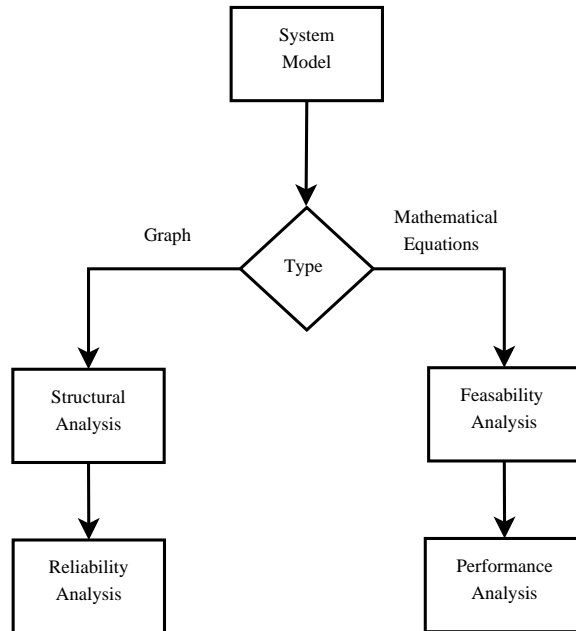 System
Model
Graph
Mathematical
Equations
Type
Structural
Analysis
Feasability
Analysis
Reliability
Analysis
Performance
Analysis